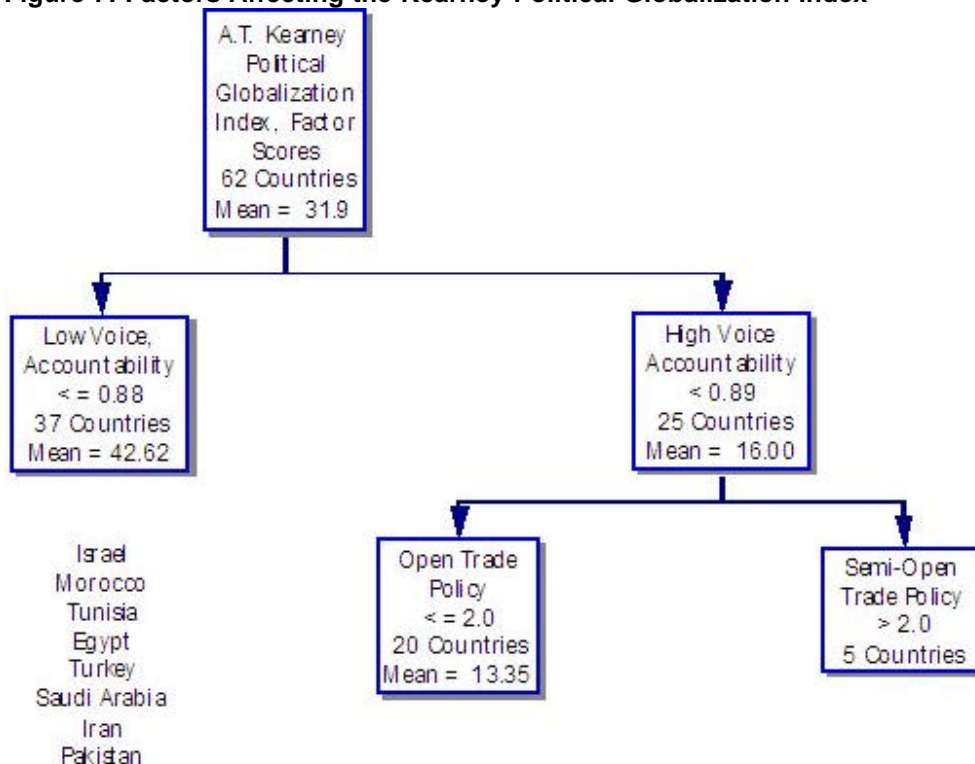 Figure Factors Affecting the Kearney Political Globalization Index
A.T. Kearney
Political
Globalization
Index, Factor
Scores
62 Countries
Mean = 31.9
Low Voice,
Accountability
< = 0.88
37 Countries
Mean = 42.62
High Voice
Accountability
< 0.89
25 Countries
Mean = 16.00
Israel
Morocco
Tunisia
Egypt
Turkey
Saudi Arabia
Iran
Pakistan
Open Trade
Policy
< = 2.0
20 Countries
Mean = 13.35
Semi-Open
Trade Policy
> 2.0
5 Countries